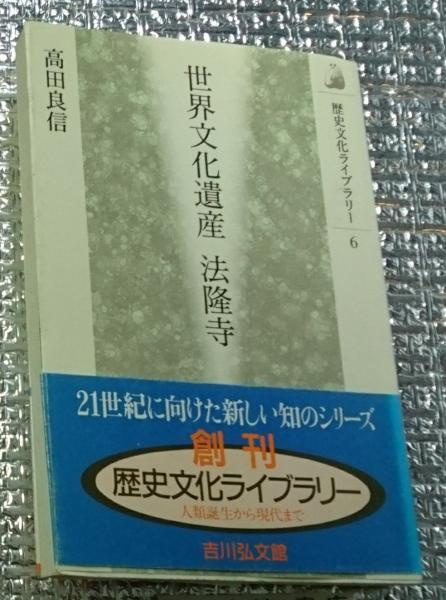 歴史文化ライブラリー 6
世界文化遺産 法隆寺
高田良信
21世紀に向けた新しい知のシリーズ
創刊
歴史文化ライブラリー
人類誕生から現代まで
吉川弘文館